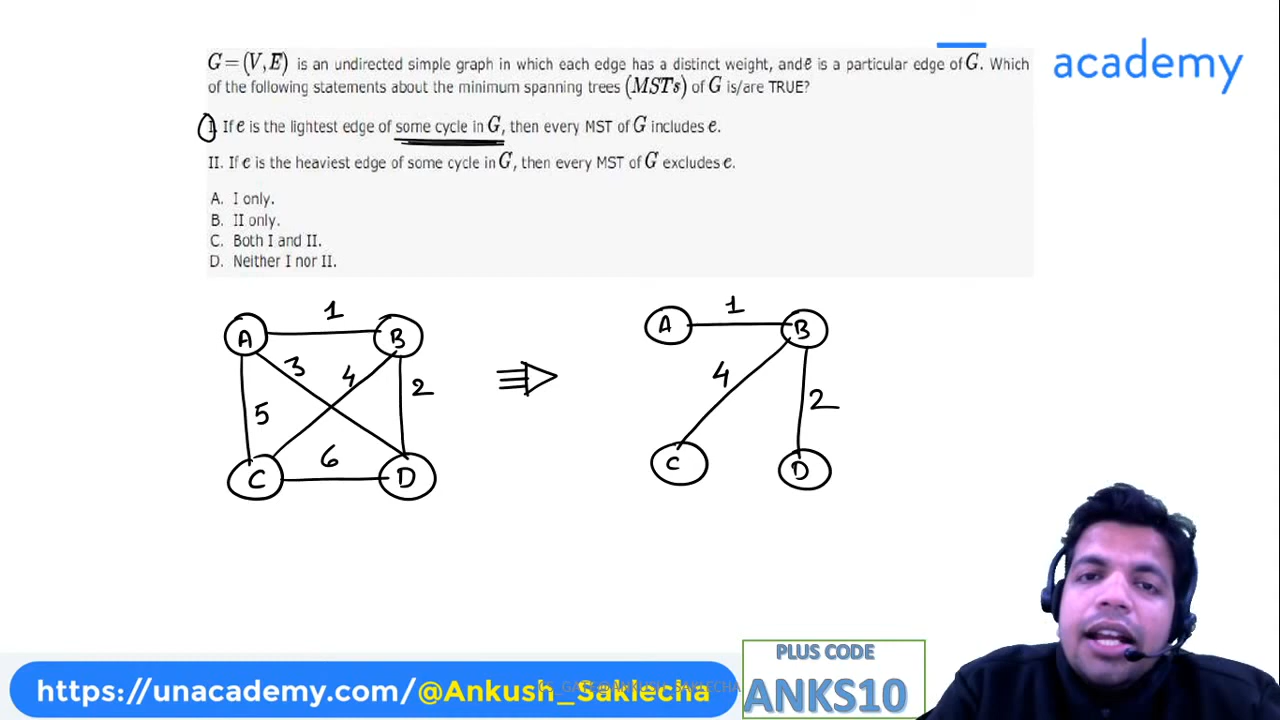 academy
G = (V, E) is an undirected simple graph in which each edge has a distinct weight, and e is a particular edge of G. Which
of the following statements about the minimum spanning trees (MSTs) of G is/are TRUE?
I. If e is the lightest edge of some cycle in G, then every MST of G includes e.
II. If e is the heaviest edge of some cycle in G, then every MST of G excludes e.
A. I only.
B. II only.
C. Both I and II.
D. Neither I nor II.
1
A B
3 4 2
5
6
C D
1
A B
4 2
C D
PLUS CODE
ANKS10
https://unacademy.com/@Ankush_Saklecha